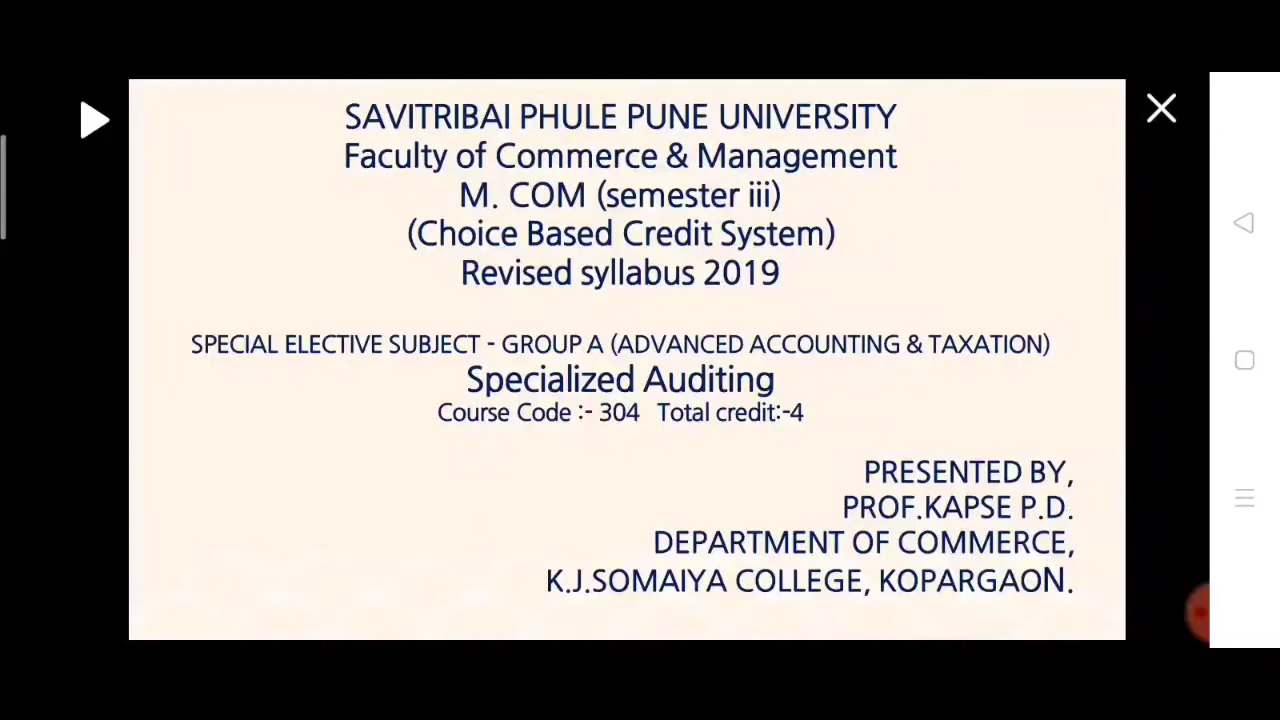 SAVITRIBAI PHULE PUNE UNIVERSITY
Faculty of Commerce & Management
M. COM (semester iii)
(Choice Based Credit System)
Revised syllabus 2019
SPECIAL ELECTIVE SUBJECT - GROUP A (ADVANCED ACCOUNTING & TAXATION)
Specialized Auditing
Course Code :- 304 Total credit:-4
PRESENTED BY,
PROF.KAPSE P.D.
DEPARTMENT OF COMMERCE,
K.J.SOMAIYA COLLEGE, KOPARGAON.